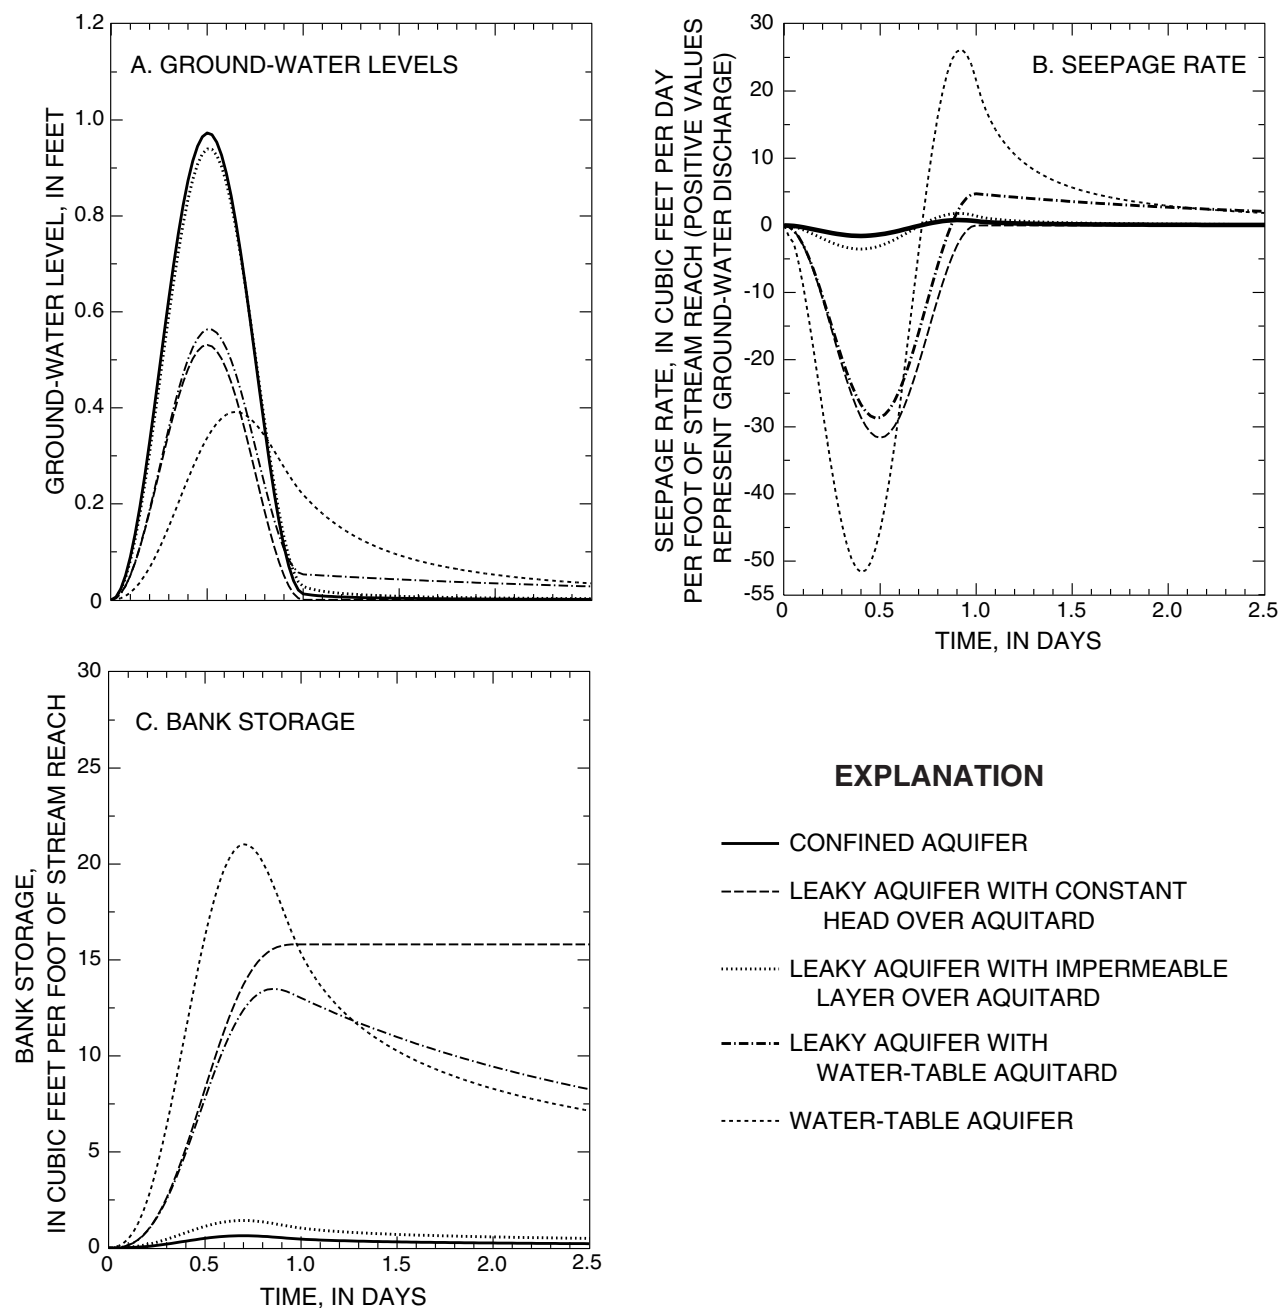 A. GROUND-WATER LEVELS
GROUND-WATER LEVEL, IN FEET
1.2
1.0
0.8
0.6
0.4
0.2
0
B. SEEPAGE RATE
SEEPAGE RATE, IN CUBIC FEET PER DAY
PER FOOT OF STREAM REACH (POSITIVE VALUES
REPRESENT GROUND-WATER DISCHARGE)
30
20
10
0
-10
-20
-30
-40
-50
-55
0 0.5 1.0 1.5 2.0 2.5
TIME, IN DAYS
C. BANK STORAGE
BANK STORAGE,
IN CUBIC FEET PER FOOT OF STREAM REACH
30
25
20
15
10
5
0
0 0.5 1.0 1.5 2.0 2.5
TIME, IN DAYS
EXPLANATION
CONFINED AQUIFER
LEAKY AQUIFER WITH CONSTANT
HEAD OVER AQUITARD
LEAKY AQUIFER WITH IMPERMEABLE
LAYER OVER AQUITARD
LEAKY AQUIFER WITH
WATER-TABLE AQUITARD
WATER-TABLE AQUIFER